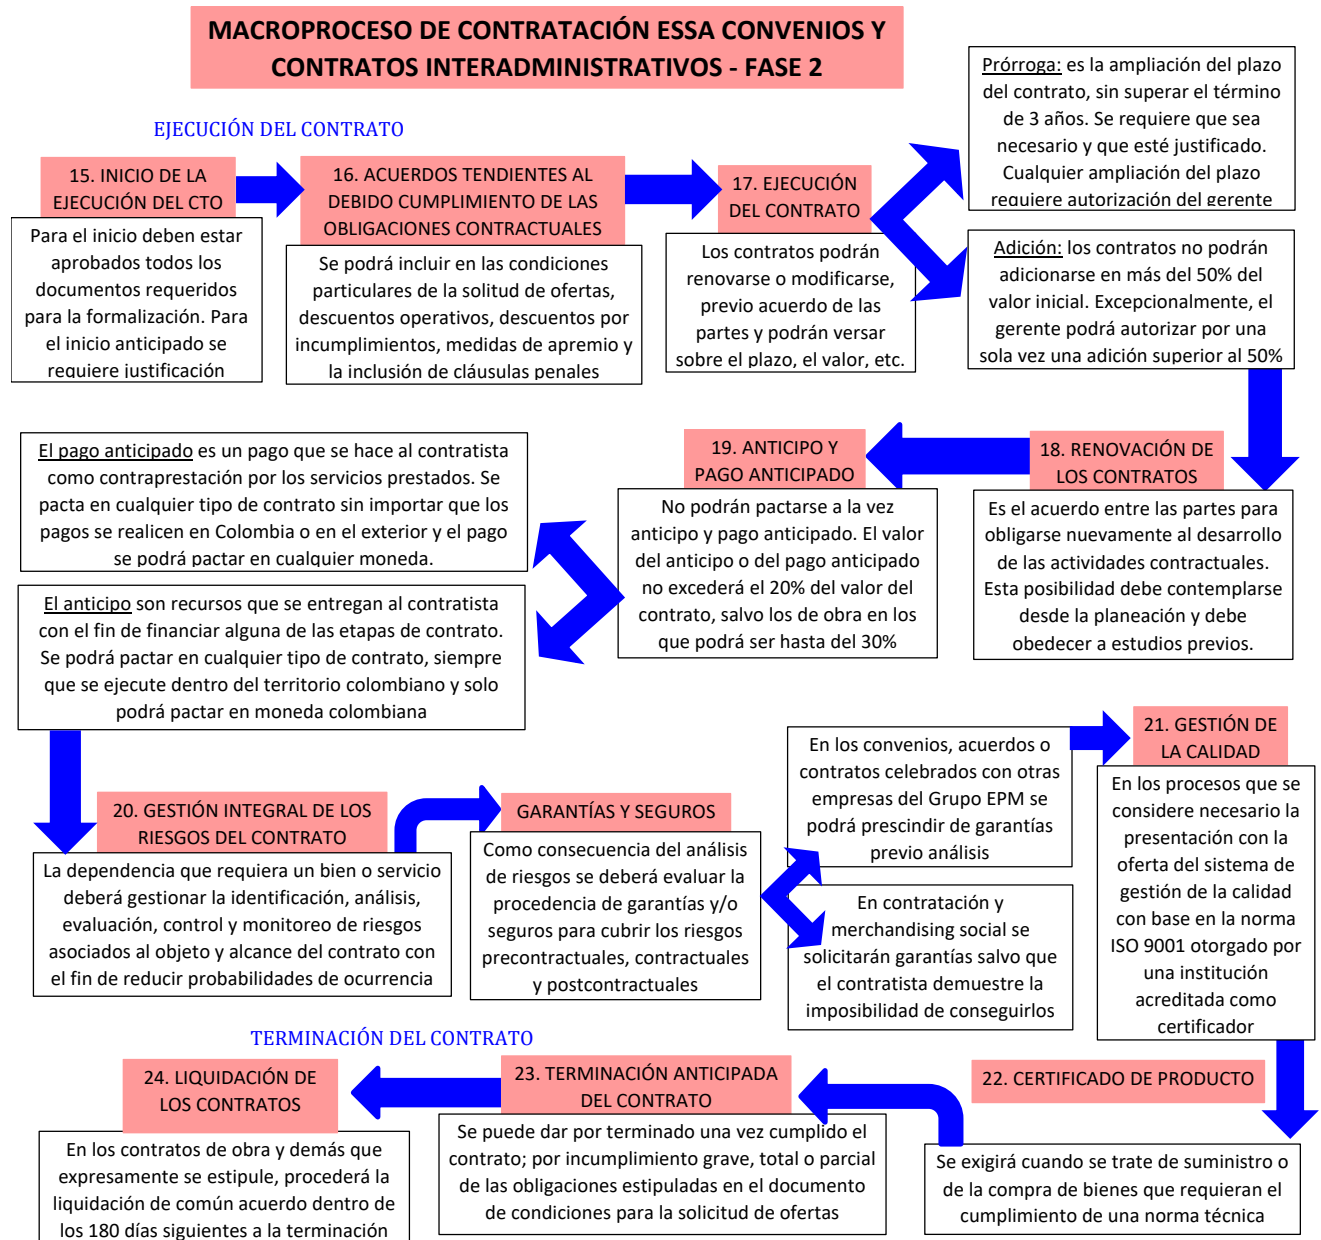 MACROPROCESO DE CONTRATACIÓN ESSA CONVENIOS Y
CONTRATOS INTERADMINISTRATIVOS - FASE 2
EJECUCIÓN DEL CONTRATO
15. INICIO DE LA
EJECUCIÓN DEL CTO
Para el inicio deben estar
aprobados todos los
documentos requeridos
para la formalización. Para
el inicio anticipado se
requiere justificación
16. ACUERDOS TENDIENTES AL
DEBIDO CUMPLIMIENTO DE LAS
OBLIGACIONES CONTRACTUALES
Se podrá incluir en las condiciones
particulares de la solitud de ofertas,
descuentos operativos, descuentos por
incumplimientos, medidas de apremio y
la inclusión de cláusulas penales
17. EJECUCIÓN
DEL CONTRATO
Los contratos podrán
renovarse o modificarse,
previo acuerdo de las
partes y podrán versar
sobre el plazo, el valor, etc.
Prórroga: es la ampliación del plazo
del contrato, sin superar el término
de 3 años. Se requiere que sea
necesario y que esté justificado.
Cualquier ampliación del plazo
requiere autorización del gerente
Adición: los contratos no podrán
adicionarse en más del 50% del
valor inicial. Excepcionalmente, el
gerente podrá autorizar por una
sola vez una adición superior al 50%
18. RENOVACIÓN DE
LOS CONTRATOS
Es el acuerdo entre las partes para
obligarse nuevamente al desarrollo
de las actividades contractuales.
Esta posibilidad debe contemplarse
desde la planeación y debe
obedecer a estudios previos.
19. ANTICIPO Y
PAGO ANTICIPADO
No podrán pactarse a la vez
anticipo y pago anticipado. El valor
del anticipo o del pago anticipado
no excederá el 20% del valor del
contrato, salvo los de obra en los
que podrá ser hasta del 30%
El pago anticipado es un pago que se hace al contratista
como contraprestación por los servicios prestados. Se
pacta en cualquier tipo de contrato sin importar que los
pagos se realicen en Colombia o en el exterior y el pago
se podrá pactar en cualquier moneda.
El anticipo son recursos que se entregan al contratista
con el fin de financiar alguna de las etapas de contrato.
Se podrá pactar en cualquier tipo de contrato, siempre
que se ejecute dentro del territorio colombiano y solo
podrá pactar en moneda colombiana
20. GESTIÓN INTEGRAL DE LOS
RIESGOS DEL CONTRATO
La dependencia que requiera un bien o servicio
deberá gestionar la identificación, análisis,
evaluación, control y monitoreo de riesgos
asociados al objeto y alcance del contrato con
el fin de reducir probabilidades de ocurrencia
GARANTÍAS Y SEGUROS
Como consecuencia del análisis
de riesgos se deberá evaluar la
procedencia de garantías y/o
seguros para cubrir los riesgos
precontractuales, contractuales
y postcontractuales
En los convenios, acuerdos o
contratos celebrados con otras
empresas del Grupo EPM se
podrá prescindir de garantías
previo análisis
En contratación y
merchandising social se
solicitarán garantías salvo que
el contratista demuestre la
imposibilidad de conseguirlos
21. GESTIÓN DE
LA CALIDAD
En los procesos que se
considere necesario la
presentación con la
oferta del sistema de
gestión de la calidad
con base en la norma
ISO 9001 otorgado por
una institución
acreditada como
certificador
22. CERTIFICADO DE PRODUCTO
Se exigirá cuando se trate de suministro o
de la compra de bienes que requieran el
cumplimiento de una norma técnica
TERMINACIÓN DEL CONTRATO
23. TERMINACIÓN ANTICIPADA
DEL CONTRATO
Se puede dar por terminado una vez cumplido el
contrato; por incumplimiento grave, total o parcial
de las obligaciones estipuladas en el documento
de condiciones para la solicitud de ofertas
24. LIQUIDACIÓN DE
LOS CONTRATOS
En los contratos de obra y demás que
expresamente se estipule, procederá la
liquidación de común acuerdo dentro de
los 180 días siguientes a la terminación